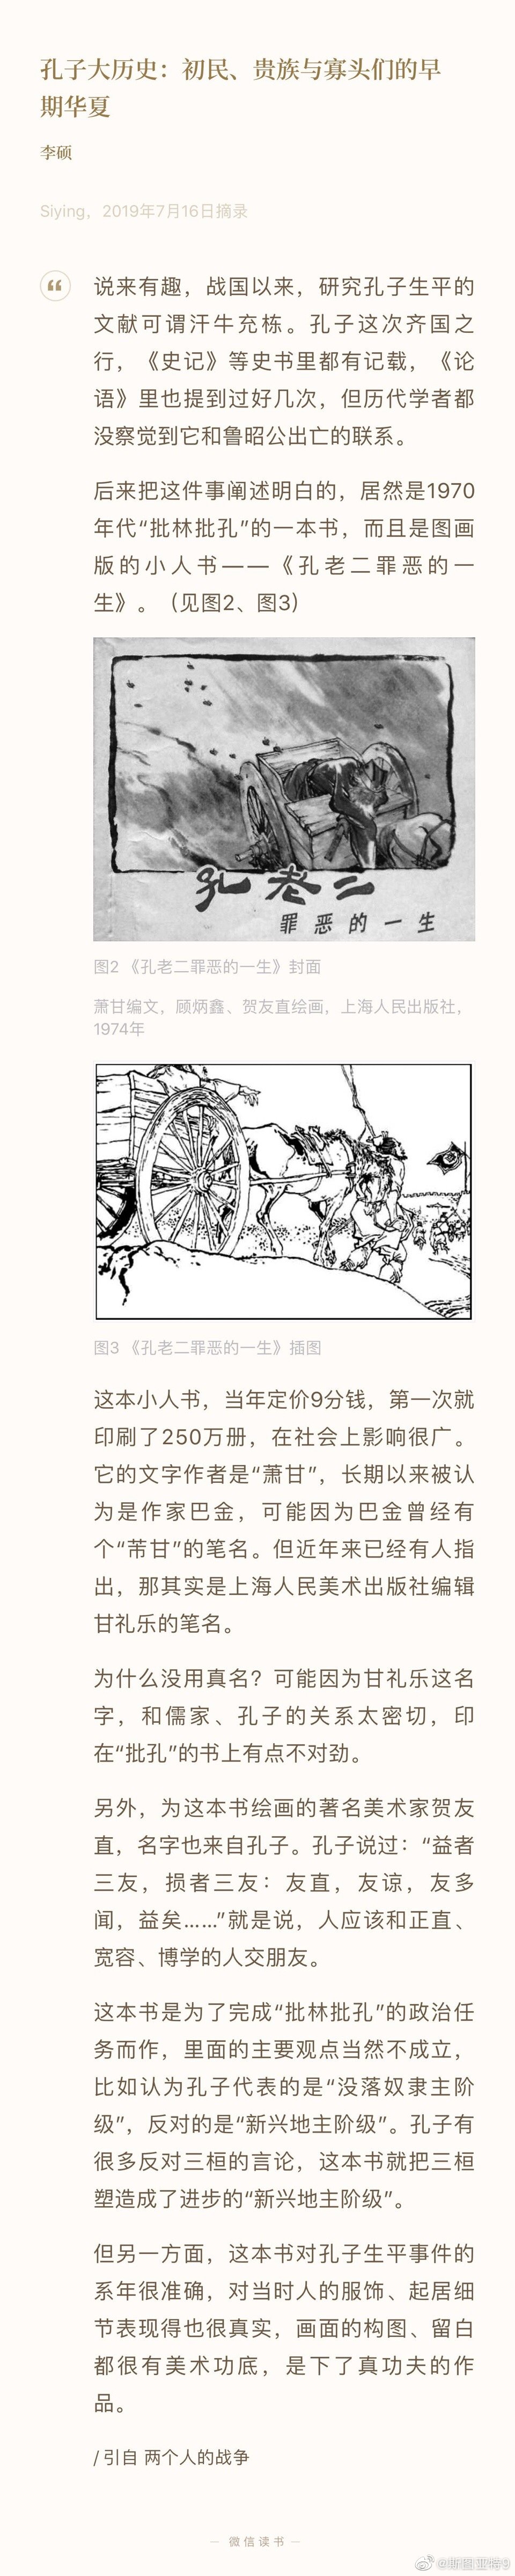 孔子大历史：初民、贵族与寡头们的早
期华夏
李硕
Siying，2019年7月16日摘录
说来有趣，战国以来，研究孔子生平的
文献可谓汗牛充栋。孔子这次齐国之
行，《史记》等史书里都有记载，《论
语》里也提到过好几次，但历代学者都
没察觉到它和鲁昭公出亡的联系。
后来把这件事阐述明白的，居然是1970
年代“批林批孔”的一本书，而且是图画
版的小人书——《孔老二罪恶的一
生》。（见图2、图3）
孔老二
罪恶的一生
图2 《孔老二罪恶的一生》封面
萧甘编文，顾炳鑫、贺友直绘画，上海人民出版社，
1974年
图3 《孔老二罪恶的一生》插图
这本小人书，当年定价9分钱，第一次就
印刷了250万册，在社会上影响很广。
它的文字作者是“萧甘”，长期以来被认
为是作家巴金，可能因为巴金曾经有
个“芾甘”的笔名。但近年来已经有人指
出，那其实是上海人民美术出版社编辑
甘礼乐的笔名。
为什么没用真名？可能因为甘礼乐这名
字，和儒家、孔子的关系太密切，印
在“批孔”的书上有点不对劲。
另外，为这本书绘画的著名美术家贺友
直，名字也来自孔子。孔子说过：“益者
三友，损者三友：友直，友谅，友多
闻，益矣……”就是说，人应该和正直、
宽容、博学的人交朋友。
这本书是为了完成“批林批孔”的政治任
务而作，里面的主要观点当然不成立，
比如认为孔子代表的是“没落奴隶主阶
级”，反对的是“新兴地主阶级”。孔子有
很多反对三桓的言论，这本书就把三桓
塑造成了进步的“新兴地主阶级”。
但另一方面，这本书对孔子生平事件的
系年很准确，对当时人的服饰、起居细
节表现得也很真实，画面的构图、留白
都很有美术功底，是下了真功夫的作
品。
/ 引自 两个人的战争
— 微信读书 —
@斯图亚特9